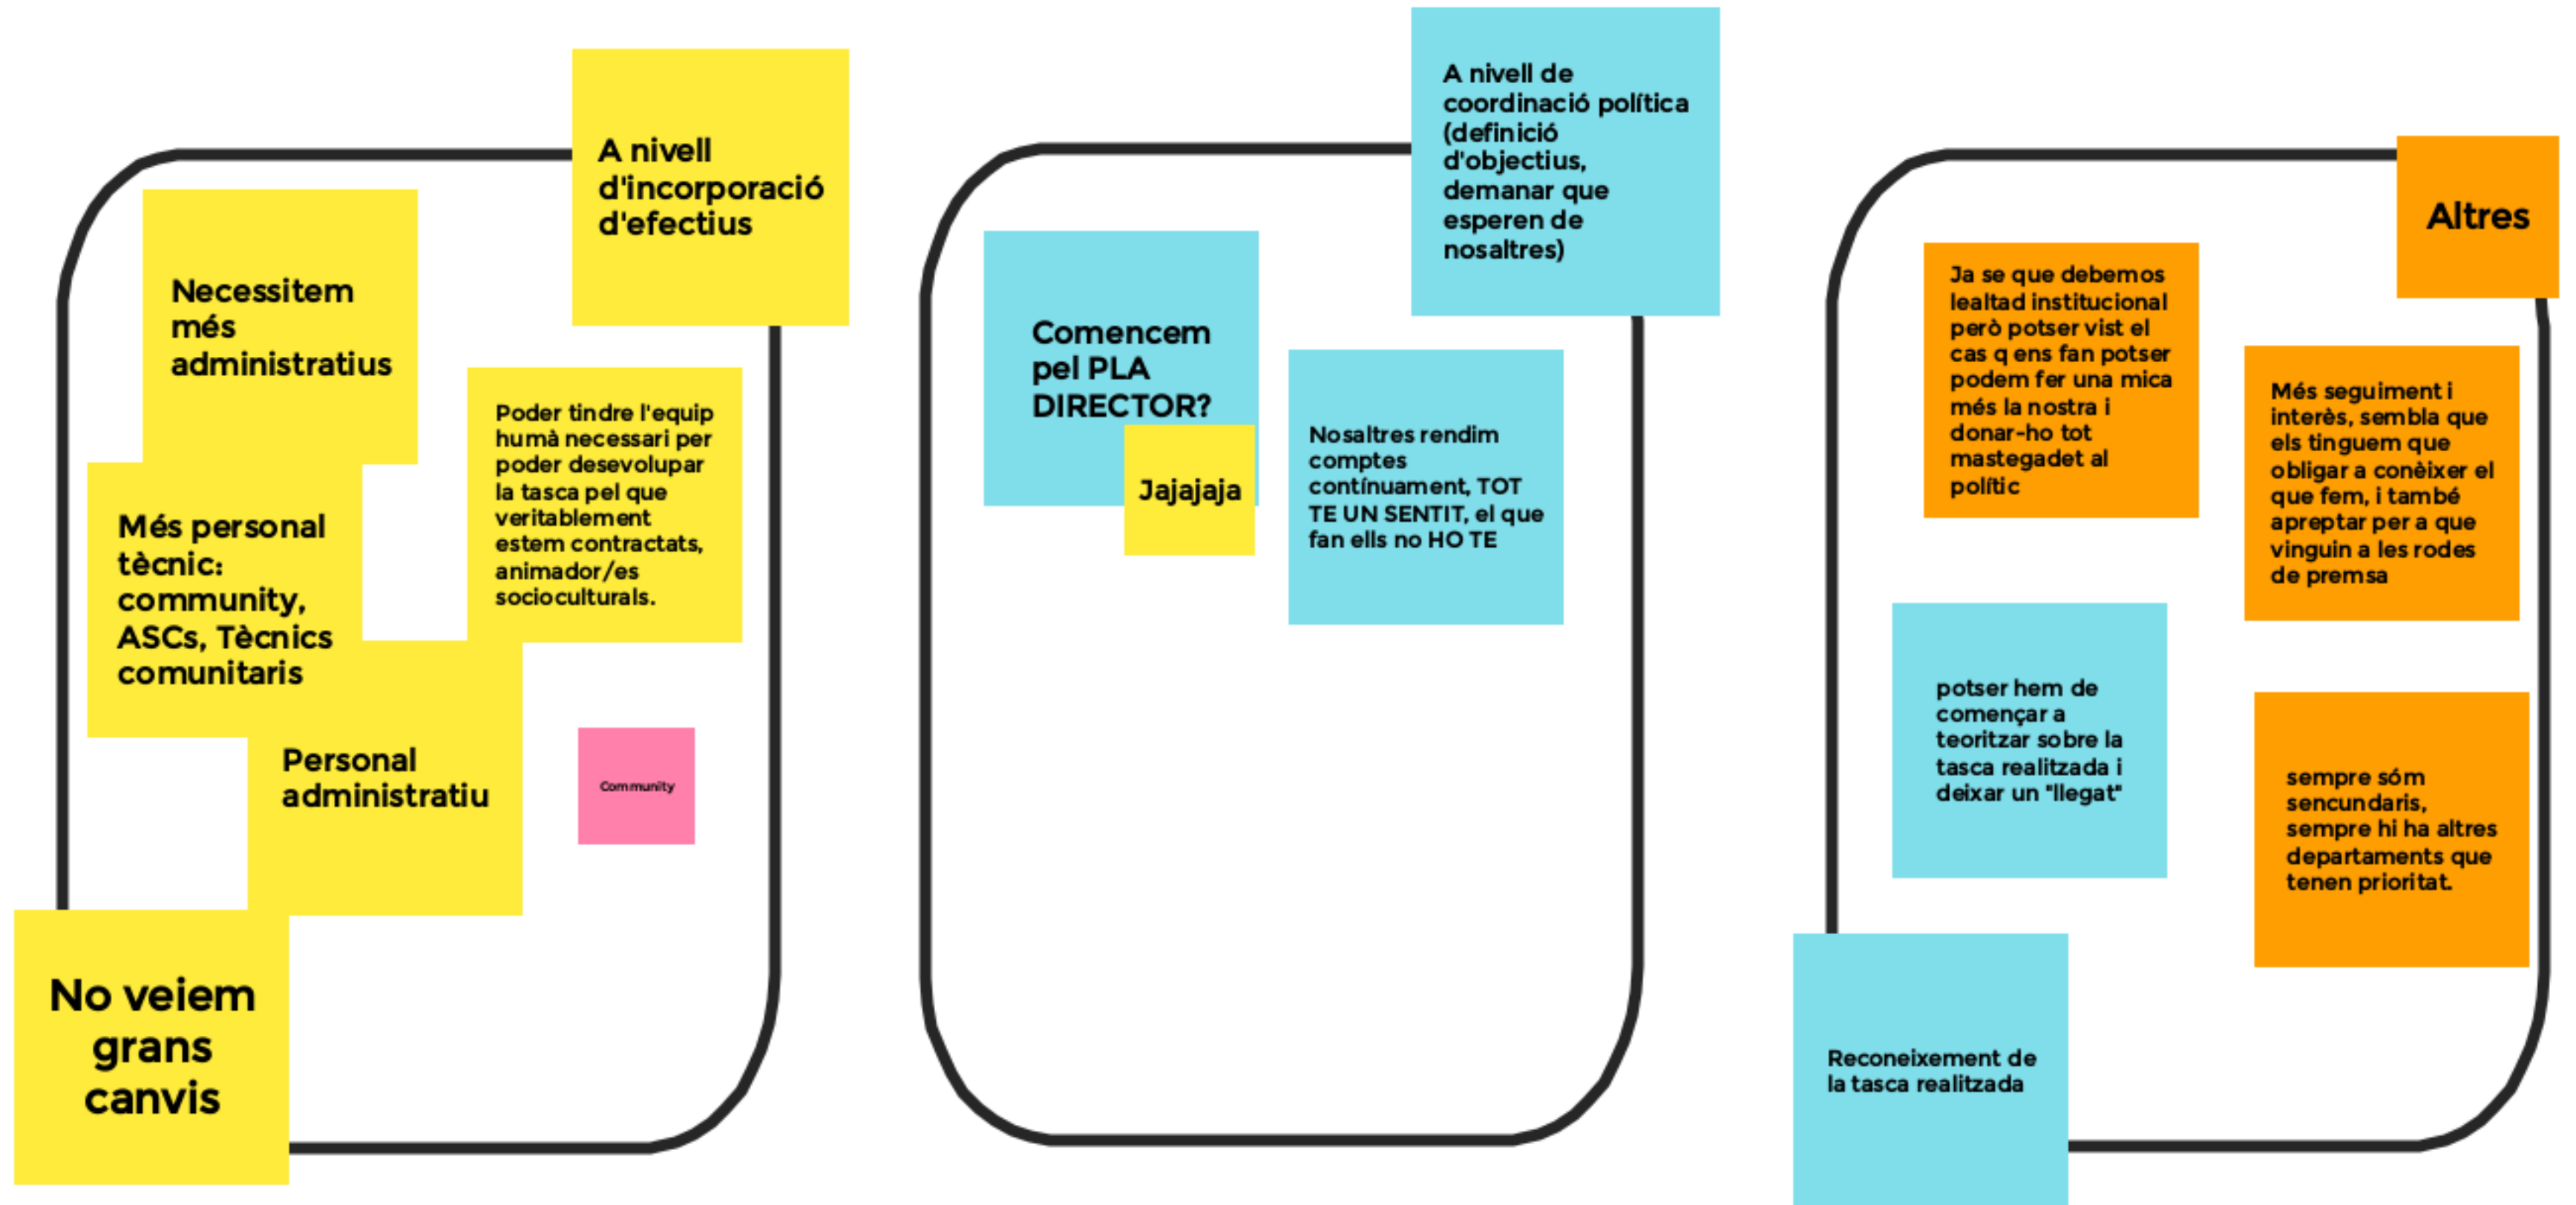 A nivell
d'incorporació
d'efectius
Necessitem
més
administratius
Poder tindre l'equip
humà necessari per
poder desevolupar
la tasca pel que
veritablement
estem contractats,
animador/es
socioculturals.
Més personal
tècnic:
community,
ASCs, Tècnics
comunitaris
Personal
administratiu
Community
No veiem
grans
canvis
A nivell de
coordinació política
(definició
d'objectius,
demanar que
esperen de
nosaltres)
Comencem
pel PLA
DIRECTOR?
Jajajaja
Nosaltres rendim
comptes
contínuament, TOT
TE UN SENTIT, el que
fan ells no HO TE
Altres
Ja se que debemos
lealtad institucional
però potser vist el
cas q ens fan potser
podem fer una mica
més la nostra i
donar-ho tot
mastegadet al
polític
Més seguiment i
interès, sembla que
els tinguem que
obligar a conèixer el
que fem, i també
apreptar per a que
vinguin a les rodes
de premsa
potser hem de
començar a
teoritzar sobre la
tasca realitzada i
deixar un "llegat"
sempre sóm
sencundaris,
sempre hi ha altres
departaments que
tenen prioritat.
Reconeixement de
la tasca realitzada